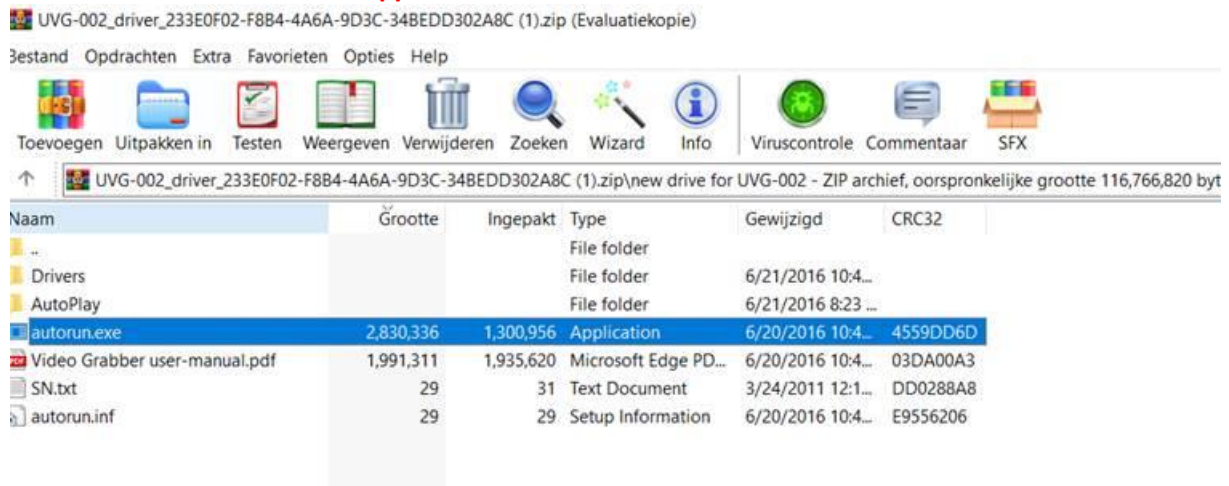 UVG-002_driver_233E0F02-F8B4-4A6A-9D3C-34BEDD302A8C (1).zip (Evaluatiekopie)
Bestand Opdrachten Extra Favorieten Opties Help
Toevoegen Uitpakken in Testen Weergeven Verwijderen Zoeken Wizard Info Viruscontrole Commentaar SFX
UVG-002_driver_233E0F02-F8B4-4A6A-9D3C-34BEDD302A8C (1).zip\new drive for UVG-002 - ZIP archief, oorspronkelijke grootte 116,766,820 byt
Naam Grootte Ingepakt Type Gewijzigd CRC32
.. File folder
Drivers File folder 6/21/2016 10:4...
AutoPlay File folder 6/21/2016 8:23 ...
autorun.exe 2,830,336 1,300,956 Application 6/20/2016 10:4... 4559DD6D
Video Grabber user-manual.pdf 1,991,311 1,935,620 Microsoft Edge PD... 6/20/2016 10:4... 03DA00A3
SN.txt 29 31 Text Document 3/24/2011 12:1... DD0288A8
autorun.inf 29 29 Setup Information 6/20/2016 10:4... E9556206